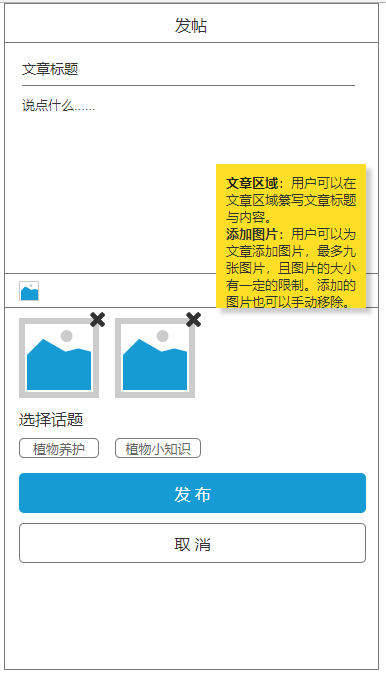 发帖
文章标题
说点什么......
文章区域：用户可以在
文章区域纂写文章标题
与内容。
添加图片：用户可以为
文章添加图片，最多九
张图片，且图片的大小
有一定的限制。添加的
图片也可以手动移除。
选择话题
植物养护 植物小知识
发 布
取 消